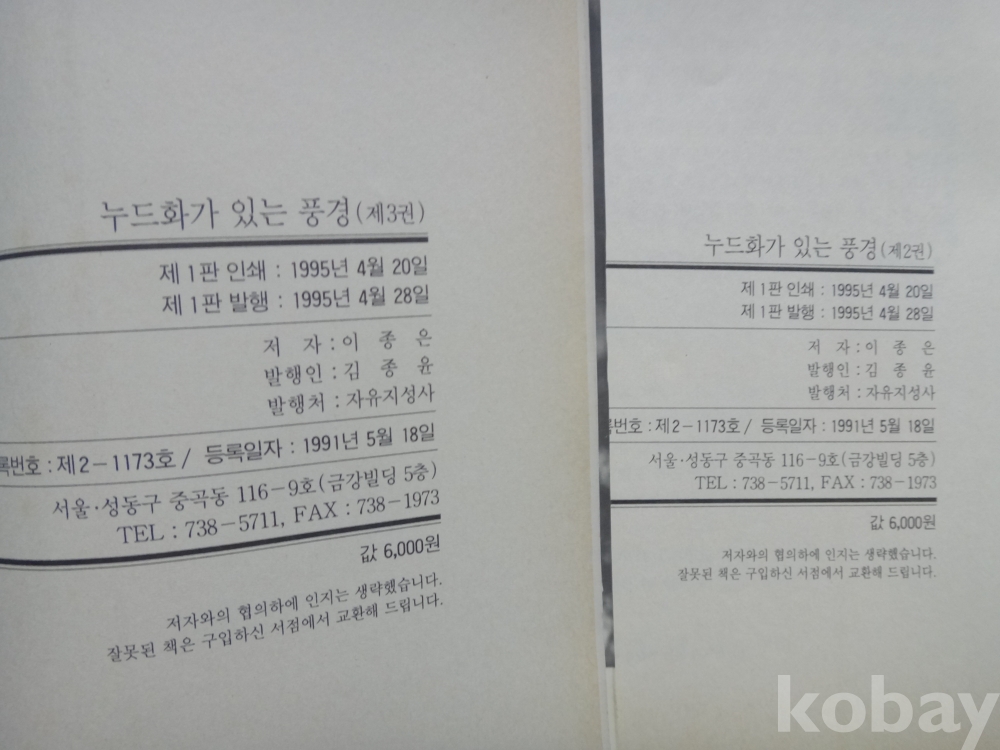 누드화가 있는 풍경(제3권)
제 1 판 인쇄 : 1995년 4월 20일
제 1 판 발행 : 1995년 4월 28일
저 자 : 이 종 은
발행인 : 김 종 윤
발행처 : 자유지성사
록번호 : 제2-1173호 / 등록일자 : 1991년 5월 18일
서울·성동구 중곡동 116-9호(금강빌딩 5층)
TEL : 738-5711, FAX : 738-1973
값 6,000원
저자와의 협의하에 인지는 생략했습니다.
잘못된 책은 구입하신 서점에서 교환해 드립니다.
누드화가 있는 풍경(제2권)
제 1 판 인쇄 : 1995년 4월 20일
제 1 판 발행 : 1995년 4월 28일
저 자 : 이 종 은
발행인 : 김 종 윤
발행처 : 자유지성사
록번호 : 제2-1173호 / 등록일자 : 1991년 5월 18일
서울·성동구 중곡동 116-9호(금강빌딩 5층)
TEL : 738-5711, FAX : 738-1973
값 6,000원
저자와의 협의하에 인지는 생략했습니다.
잘못된 책은 구입하신 서점에서 교환해 드립니다.
kobay